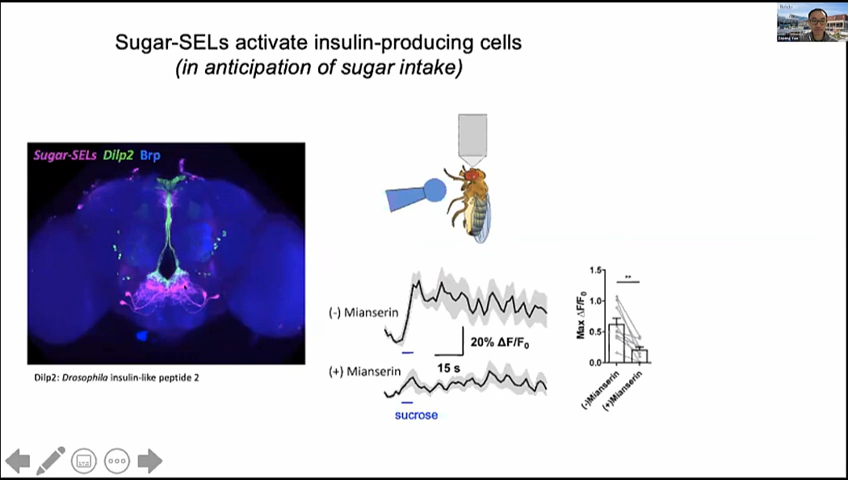 Sugar-SELs activate insulin-producing cells
(in anticipation of sugar intake)
Sugar-SELs Dilp2 Brp
Dilp2: Drosophila insulin-like peptide 2
(-) Mianserin
20% ΔF/F₀
15 s
(+) Mianserin
sucrose
Max ΔF/F₀
1.5
1.0
0.5
0.0
**
(-)Mianserin
(+)Mianserin